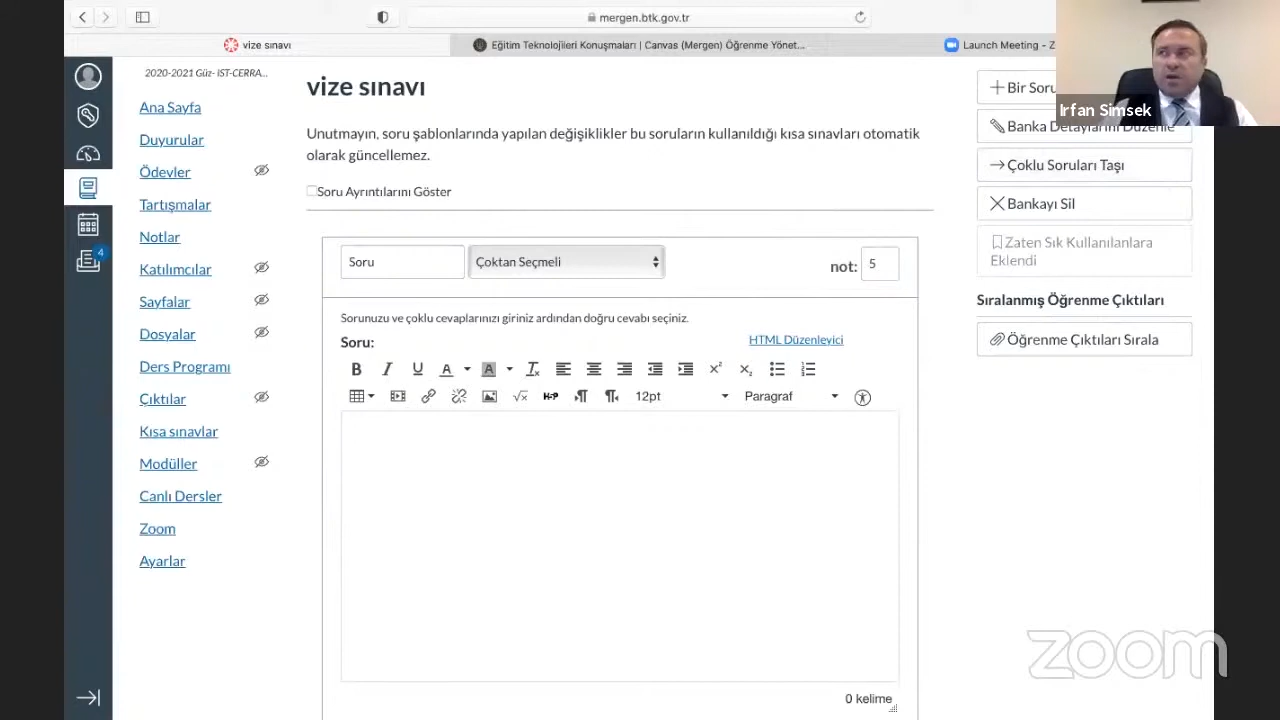 mergen.btk.gov.tr
vize sınavı
Eğitim Teknolojileri Konuşmaları | Canvas (Mergen) Öğrenme Yönet...
Launch Meeting - Z
Irfan Simsek
2020-2021 Güz- IST-CERRA...
Ana Sayfa
Duyurular
Ödevler
Tartışmalar
Notlar
Katılımcılar
Sayfalar
Dosyalar
Ders Programı
Çıktılar
Kısa sınavlar
Modüller
Canlı Dersler
Zoom
Ayarlar
4
vize sınavı
Unutmayın, soru şablonlarında yapılan değişiklikler bu soruların kullanıldığı kısa sınavları otomatik
olarak güncellemez.
Soru Ayrıntılarını Göster
Soru
Çoktan Seçmeli
not: 5
Sorunuzu ve çoklu cevaplarınızı giriniz ardından doğru cevabı seçiniz.
Soru:
HTML Düzenleyici
12pt
Paragraf
0 kelime
Bir Soru
Banka Detaylarını Düzenle
Çoklu Soruları Taşı
Bankayı Sil
Zaten Sık Kullanılanlara
Eklendi
Sıralanmış Öğrenme Çıktıları
Öğrenme Çıktıları Sırala
zoom